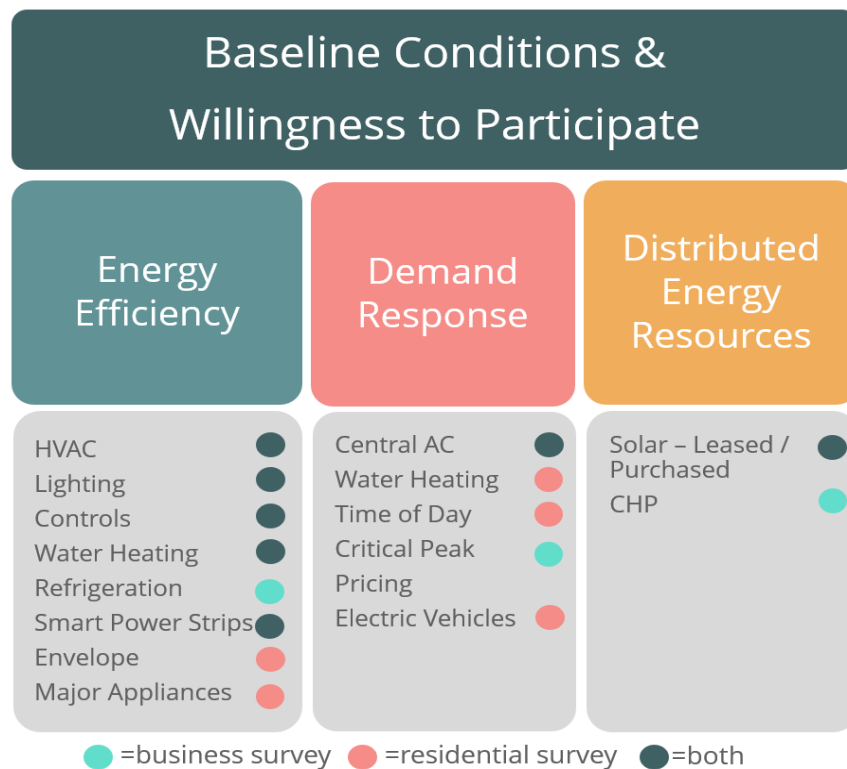 Baseline Conditions &
Willingness to Participate
Energy
Efficiency
Demand
Response
Distributed
Energy
Resources
HVAC
Lighting
Controls
Water Heating
Refrigeration
Smart Power Strips
Envelope
Major Appliances
Central AC
Water Heating
Time of Day
Critical Peak
Pricing
Electric Vehicles
Solar – Leased /
Purchased
CHP
=business survey =residential survey =both